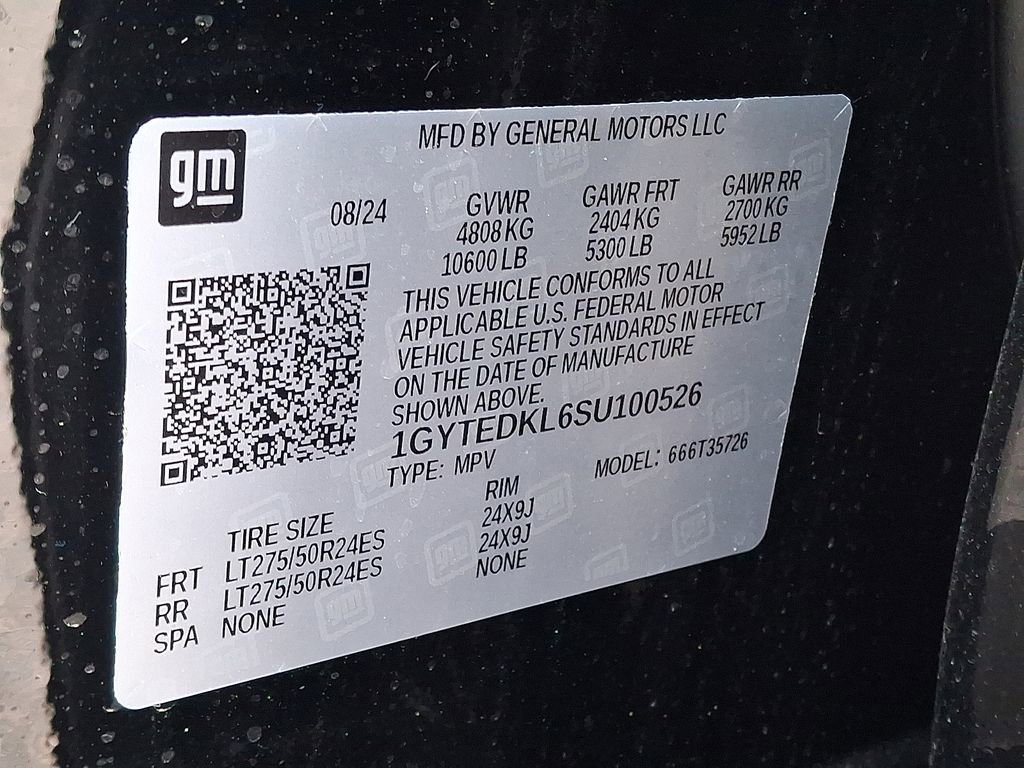 gm
MFD BY GENERAL MOTORS LLC
08/24 GVWR GAWR FRT GAWR RR
4808 KG 2404 KG 2700 KG
10600 LB 5300 LB 5952 LB
THIS VEHICLE CONFORMS TO ALL
APPLICABLE U.S. FEDERAL MOTOR
VEHICLE SAFETY STANDARDS IN EFFECT
ON THE DATE OF MANUFACTURE
SHOWN ABOVE.
1GYTEDKL6SU100526
TYPE: MPV MODEL: 666T35726
TIRE SIZE RIM
FRT LT275/50R24ES 24X9J
RR LT275/50R24ES 24X9J
SPA NONE NONE